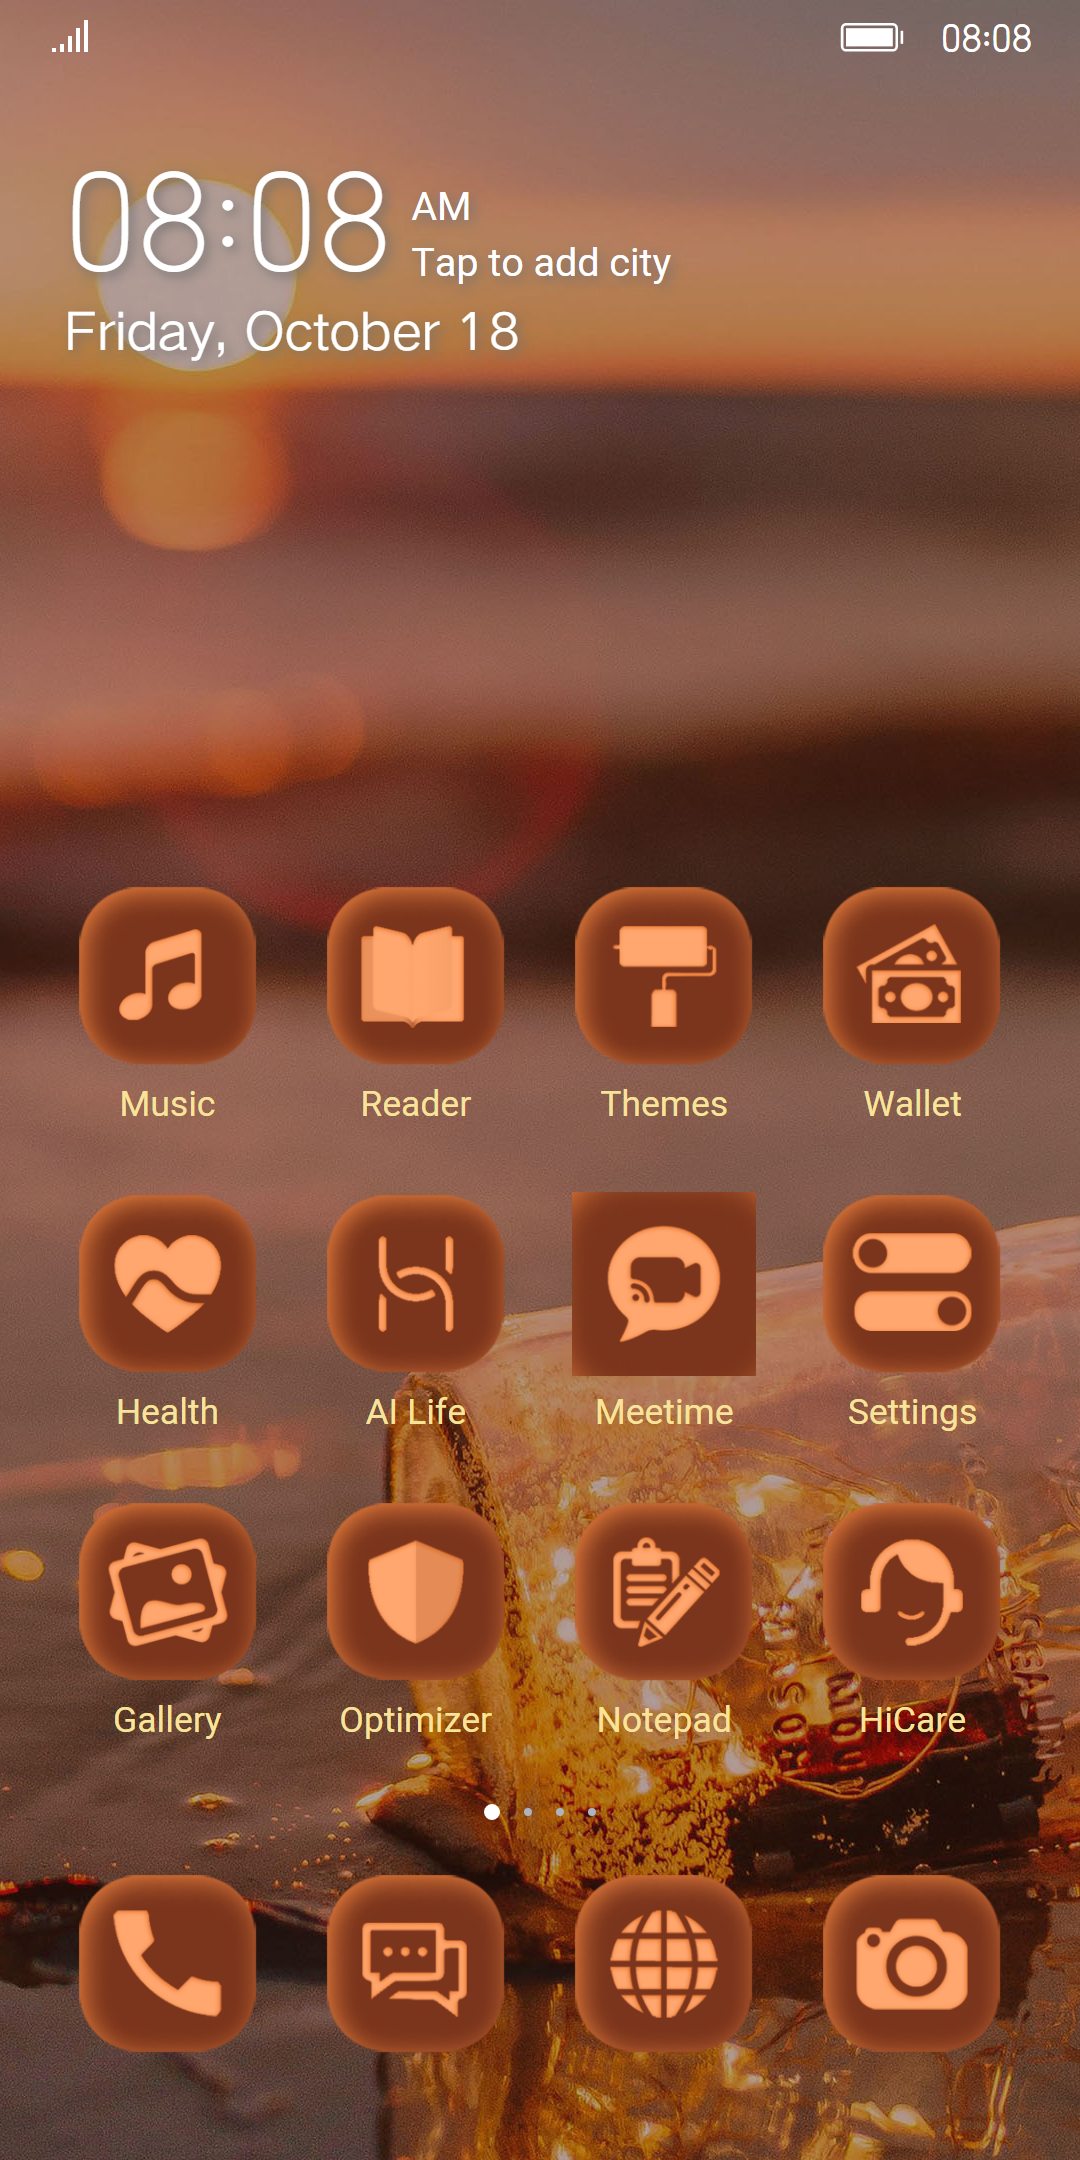 08:08
08:08 AM
Tap to add city
Friday, October 18
Music Reader Themes Wallet
Health AI Life Meetime Settings
Gallery Optimizer Notepad HiCare